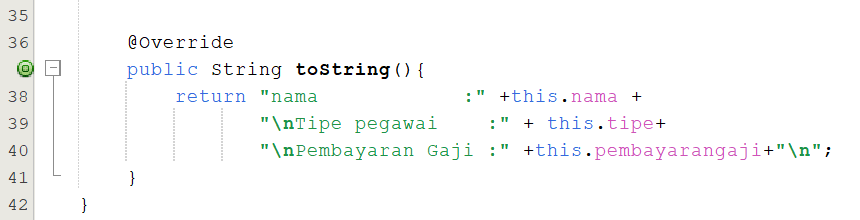 35
36 @Override
public String toString(){
38 return "nama            :" +this.nama +
39 "\nTipe pegawai    :" + this.tipe+
40 "\nPembayaran Gaji :" +this.pembayarangaji+"\n";
41 }
42 }